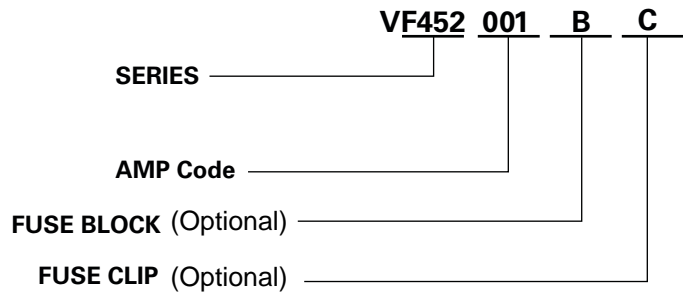 VF452 001 B C
SERIES
AMP Code
FUSE BLOCK (Optional)
FUSE CLIP (Optional)